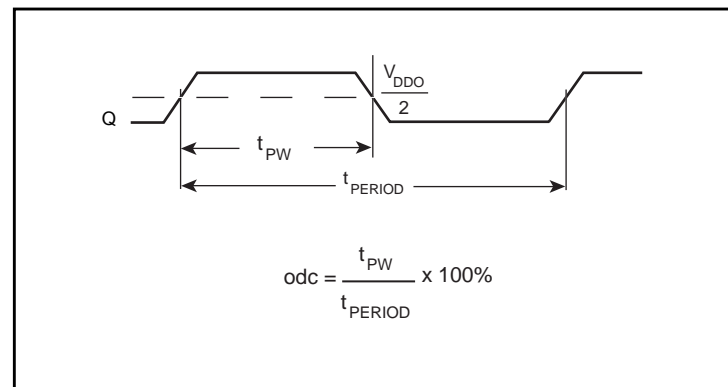 V_DDO
2
Q
t_PW
t_PERIOD
odc = t_PW / t_PERIOD x 100%